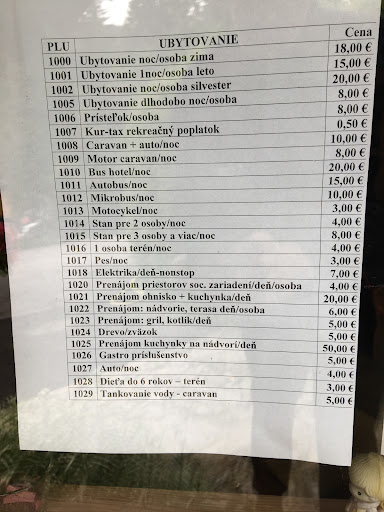 PLU UBYTOVANIE Cena
1000 Ubytovanie noc/osoba zima 18,00 €
1001 Ubytovanie 1noc/osoba leto 15,00 €
1002 Ubytovanie noc/osoba silvester 20,00 €
1005 Ubytovanie dlhodobo noc/osoba 8,00 €
1006 Prísteľok/osoba 8,00 €
1007 Kur-tax rekreačný poplatok 0,50 €
1008 Caravan + auto/noc 10,00 €
1009 Motor caravan/noc 8,00 €
1010 Bus hotel/noc 20,00 €
1011 Autobus/noc 15,00 €
1012 Mikrobus/noc 10,00 €
1013 Motocykel/noc 3,00 €
1014 Stan pre 2 osoby/noc 4,00 €
1015 Stan pre 3 osoby a viac/noc 8,00 €
1016 1 osoba terén/noc 4,00 €
1017 Pes/noc 3,00 €
1018 Elektrika/deň-nonstop 7,00 €
1020 Prenájom priestorov soc. zariadení/deň/osoba 4,00 €
1021 Prenájom ohnisko + kuchynka/deň 20,00 €
1022 Prenájom: nádvorie, terasa deň/osoba 6,00 €
1023 Prenájom: gril, kotlík/deň 5,00 €
1024 Drevo/zväzok 5,00 €
1025 Prenájom kuchynky na nádvorí/deň 50,00 €
1026 Gastro príslušenstvo 5,00 €
1027 Auto/noc 4,00 €
1028 Dieťa do 6 rokov – terén 3,00 €
1029 Tankovanie vody - caravan 5,00 €